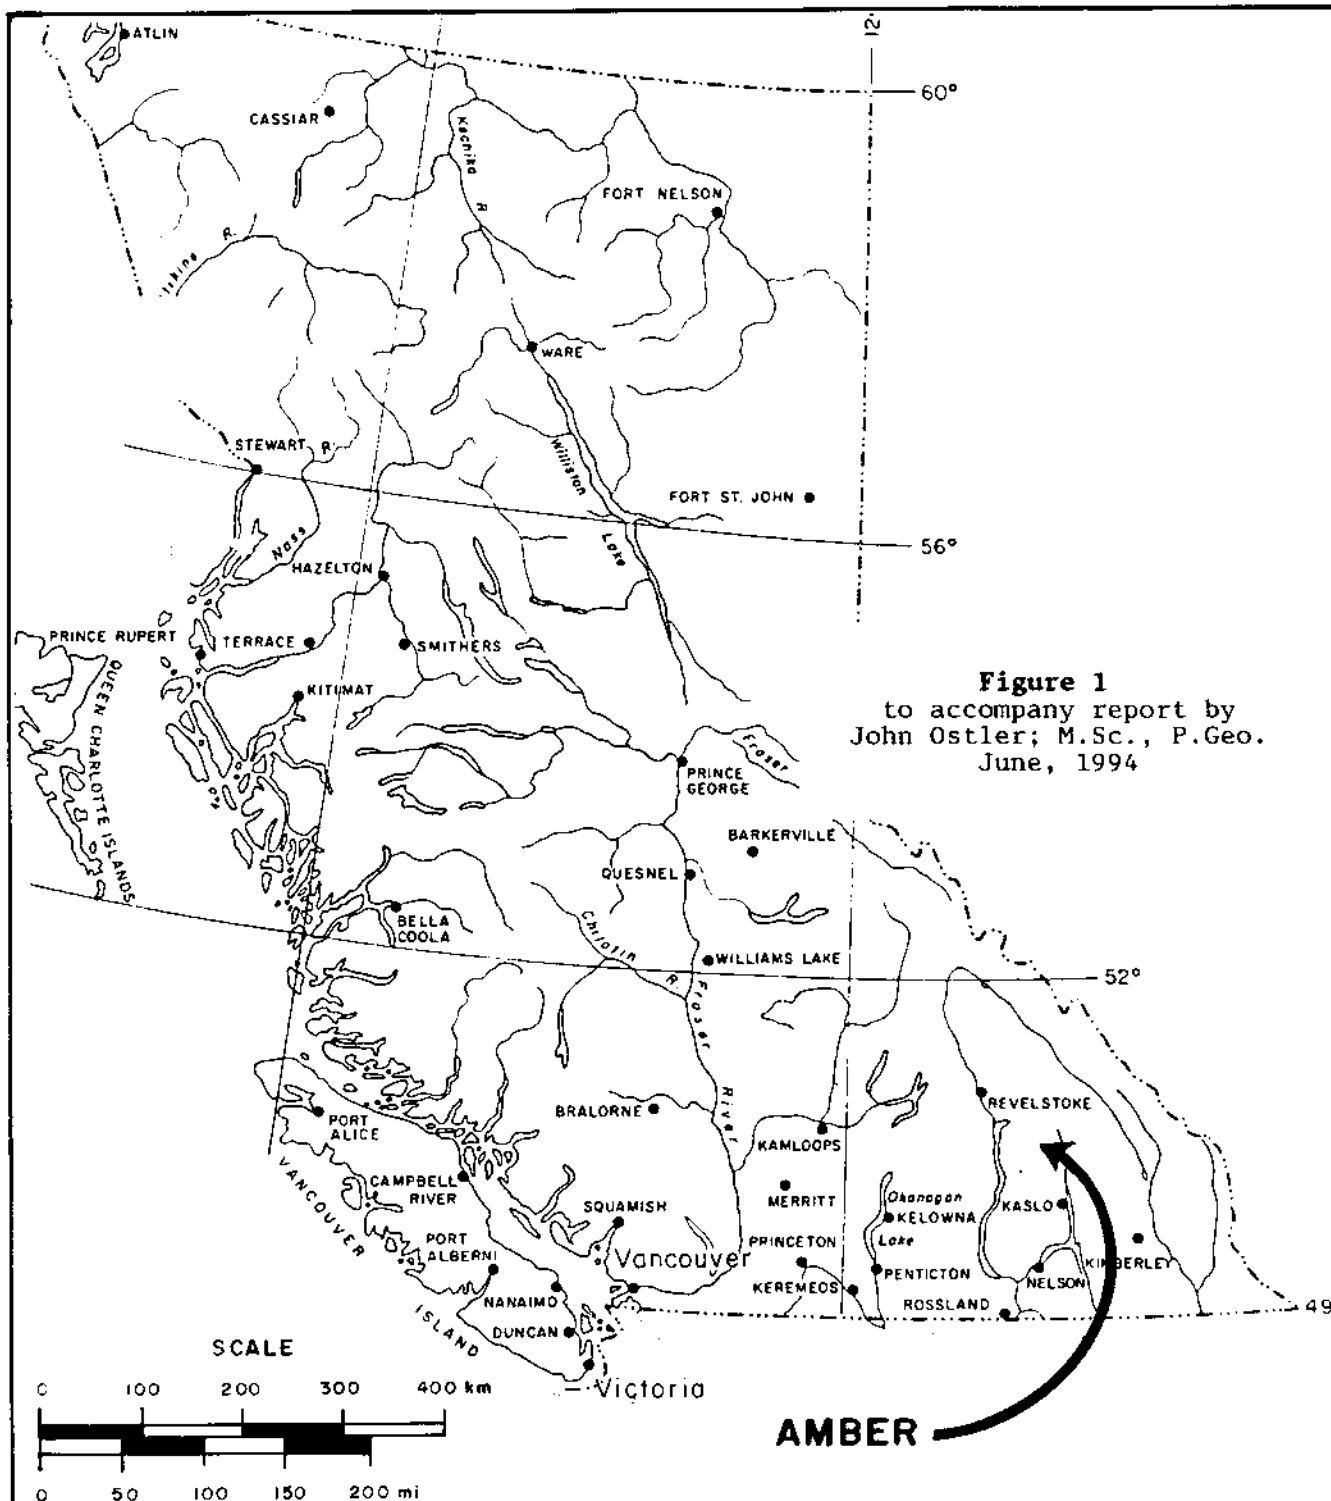 ATLIN
12
60°
CASSIAR
Kechika
R
FORT NELSON
R.
WARE
STEWART
R.
Williston
FORT ST. JOHN
Nass
Lake
56°
HAZELTON
PRINCE RUPERT
TERRACE
SMITHERS
QUEEN CHARLOTTE ISLANDS
KITIMAT
Figure 1
to accompany report by
John Ostler; M.Sc., P.Geo.
June, 1994
Fraser
PRINCE
GEORGE
BARKERVILLE
QUESNEL
BELLA
COOLA
Chilotin
R.
WILLIAMS LAKE
52°
Fraser
River
BRALORNE
REVELSTOKE
PORT
ALICE
KAMLOOPS
VANCOUVER
ISLAND
CAMPBELL
RIVER
MERRITT
Okanagan
Lake
KELOWNA
KASLO
SQUAMISH
PORT
ALBERNI
Vancouver
PRINCETON
KIMBERLEY
KEREMEOS
PENTICTON
NELSON
NANAIMO
ROSSLAND
49
DUNCAN
SCALE
Victoria
0 100 200 300 400 km
AMBER
0 50 100 150 200 mi